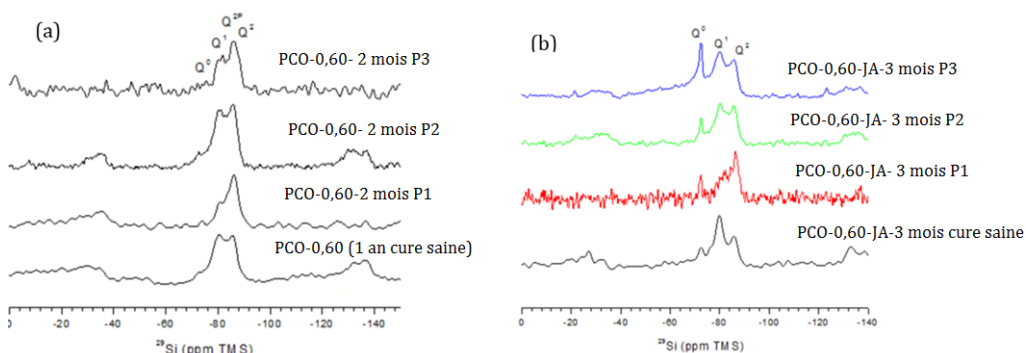 (a)
Q⁰ Q¹ Q²ᵖ Q²
PCO-0,60- 2 mois P3
PCO-0,60- 2 mois P2
PCO-0,60-2 mois P1
PCO-0,60 (1 an cure saine)
0 -20 -40 -60 -80 -100 -120 -140
²⁹Si (ppm TMS)
(b)
Q⁰ Q¹ Q²
PCO-0,60-JA-3 mois P3
PCO-0,60-JA- 3 mois P2
PCO-0,60-JA- 3 mois P1
PCO-0,60-JA-3 mois cure saine
0 -20 -40 -60 -80 -100 -120 -140
²⁹Si (ppm TMS)